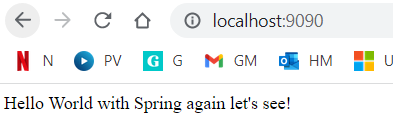 localhost:9090
N PV G GM HM U
Hello World with Spring again let's see!